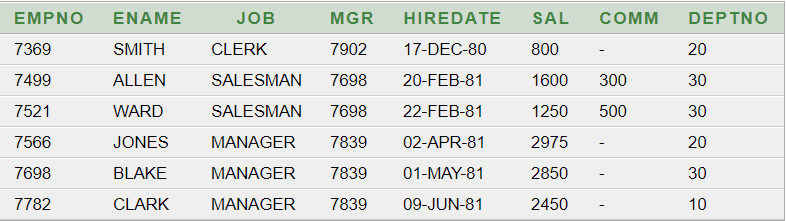 EMPNO ENAME JOB MGR HIREDATE SAL COMM DEPTNO
7369 SMITH CLERK 7902 17-DEC-80 800 - 20
7499 ALLEN SALESMAN 7698 20-FEB-81 1600 300 30
7521 WARD SALESMAN 7698 22-FEB-81 1250 500 30
7566 JONES MANAGER 7839 02-APR-81 2975 - 20
7698 BLAKE MANAGER 7839 01-MAY-81 2850 - 30
7782 CLARK MANAGER 7839 09-JUN-81 2450 - 10